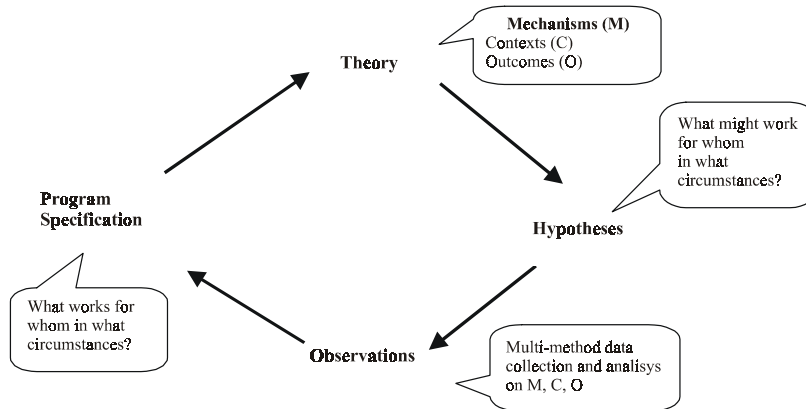 Mechanisms (M)
Contexts (C)
Outcomes (O)
Theory
What might work
for whom
in what
circumstances?
Program
Specification
Hypotheses
What works for
whom in what
circumstances?
Observations
Multi-method data
collection and analisys
on M, C, O